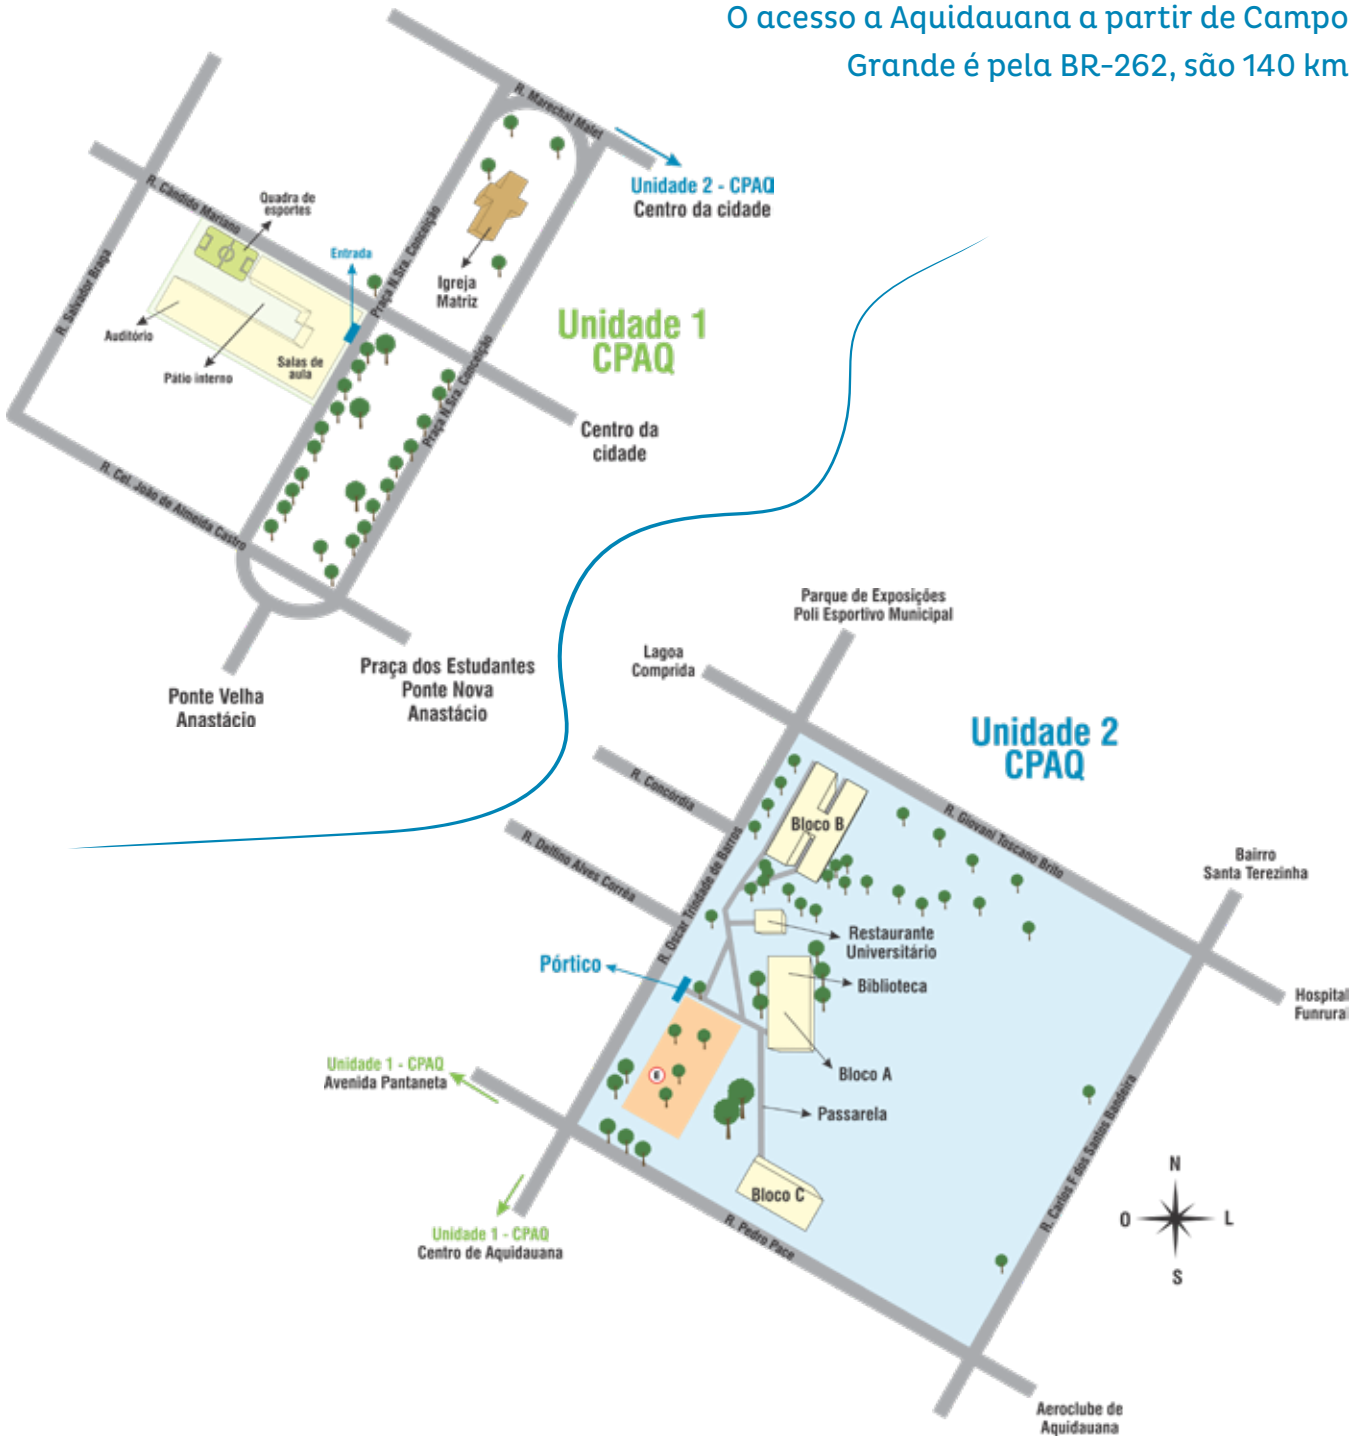 O acesso a Aquidauana a partir de Campo
Grande é pela BR-262, são 140 km
R. Marechal Malet
Unidade 2 - CPAQ
Centro da cidade
R. Cândido Mariano
Quadra de
esportes
Entrada
Praça N.Sra. Conceição
Igreja
Matriz
R. Salvador Braga
Auditório
Pátio interno
Salas de
aula
Unidade 1
CPAQ
Praça N.Sra. Conceição
Centro da
cidade
R. Cel. João de Almeida Castro
Praça dos Estudantes
Ponte Nova
Anastácio
Ponte Velha
Anastácio
Parque de Exposições
Poli Esportivo Municipal
Lagoa
Comprida
Unidade 2
CPAQ
R. Concórdia
R. Giovani Toscano Brito
Bloco B
R. Delfino Alves Corrêa
R. Oscar Trindade de Barros
Bairro
Santa Terezinha
Restaurante
Universitário
Pórtico
Biblioteca
Hospital
Funrural
Unidade 1 - CPAQ
Avenida Pantaneta
E
Bloco A
Passarela
R. Carlos F dos Santos Bandeira
Bloco C
R. Pedro Pace
N
O
L
S
Unidade 1 - CPAQ
Centro de Aquidauana
Aeroclube de
Aquidauana